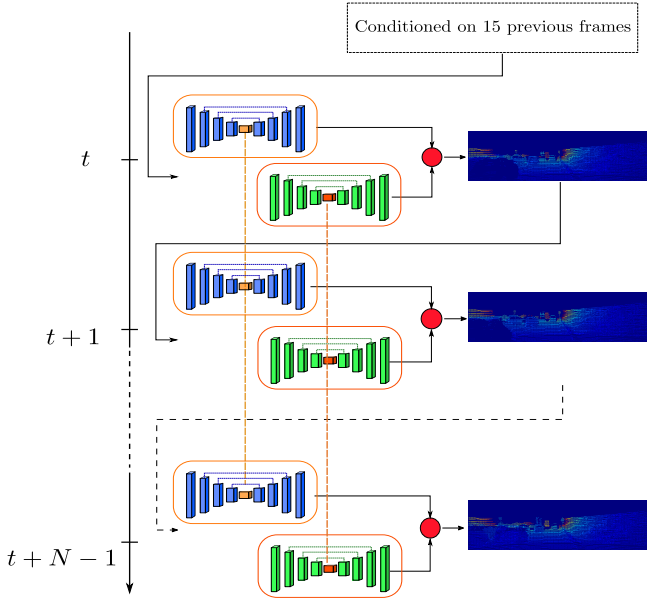 Conditioned on 15 previous frames
t
t + 1
t + N − 1